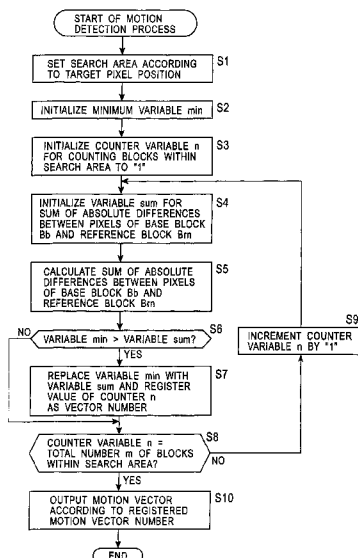 START OF MOTION
DETECTION PROCESS
SET SEARCH AREA ACCORDING
TO TARGET PIXEL POSITION
S1
INITIALIZE MINIMUM VARIABLE min
S2
INITIALIZE COUNTER VARIABLE n
FOR COUNTING BLOCKS WITHIN
SEARCH AREA TO "1"
S3
INITIALIZE VARIABLE sum FOR
SUM OF ABSOLUTE DIFFERENCES
BETWEEN PIXELS OF BASE BLOCK
Bb AND REFERENCE BLOCK Brn
S4
CALCULATE SUM OF ABSOLUTE
DIFFERENCES BETWEEN PIXELS
OF BASE BLOCK Bb AND
REFERENCE BLOCK Brn
S5
S6
NO
VARIABLE min > VARIABLE sum?
YES
REPLACE VARIABLE min WITH
VARIABLE sum AND REGISTER
VALUE OF COUNTER n
AS VECTOR NUMBER
S7
COUNTER VARIABLE n =
TOTAL NUMBER m OF BLOCKS
WITHIN SEARCH AREA?
S8
NO
S9
INCREMENT COUNTER
VARIABLE n BY "1"
YES
OUTPUT MOTION VECTOR
ACCORDING TO REGISTERED
MOTION VECTOR NUMBER
S10
END